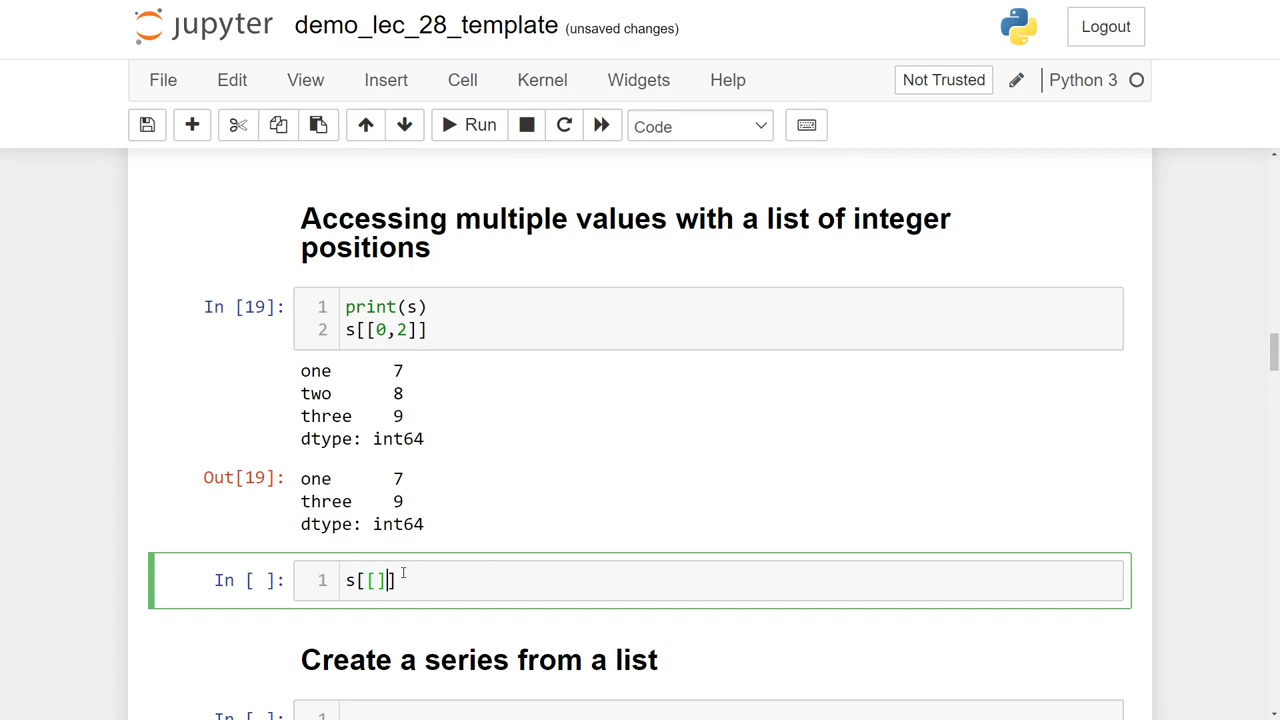 jupyter demo_lec_28_template (unsaved changes) Logout
File Edit View Insert Cell Kernel Widgets Help Not Trusted Python 3
Run Code
Accessing multiple values with a list of integer
positions
In [19]: 1 print(s)
2 s[[0,2]]
one 7
two 8
three 9
dtype: int64
Out[19]: one 7
three 9
dtype: int64
In [ ]: 1 s[[]]
Create a series from a list
In [ ]: 1